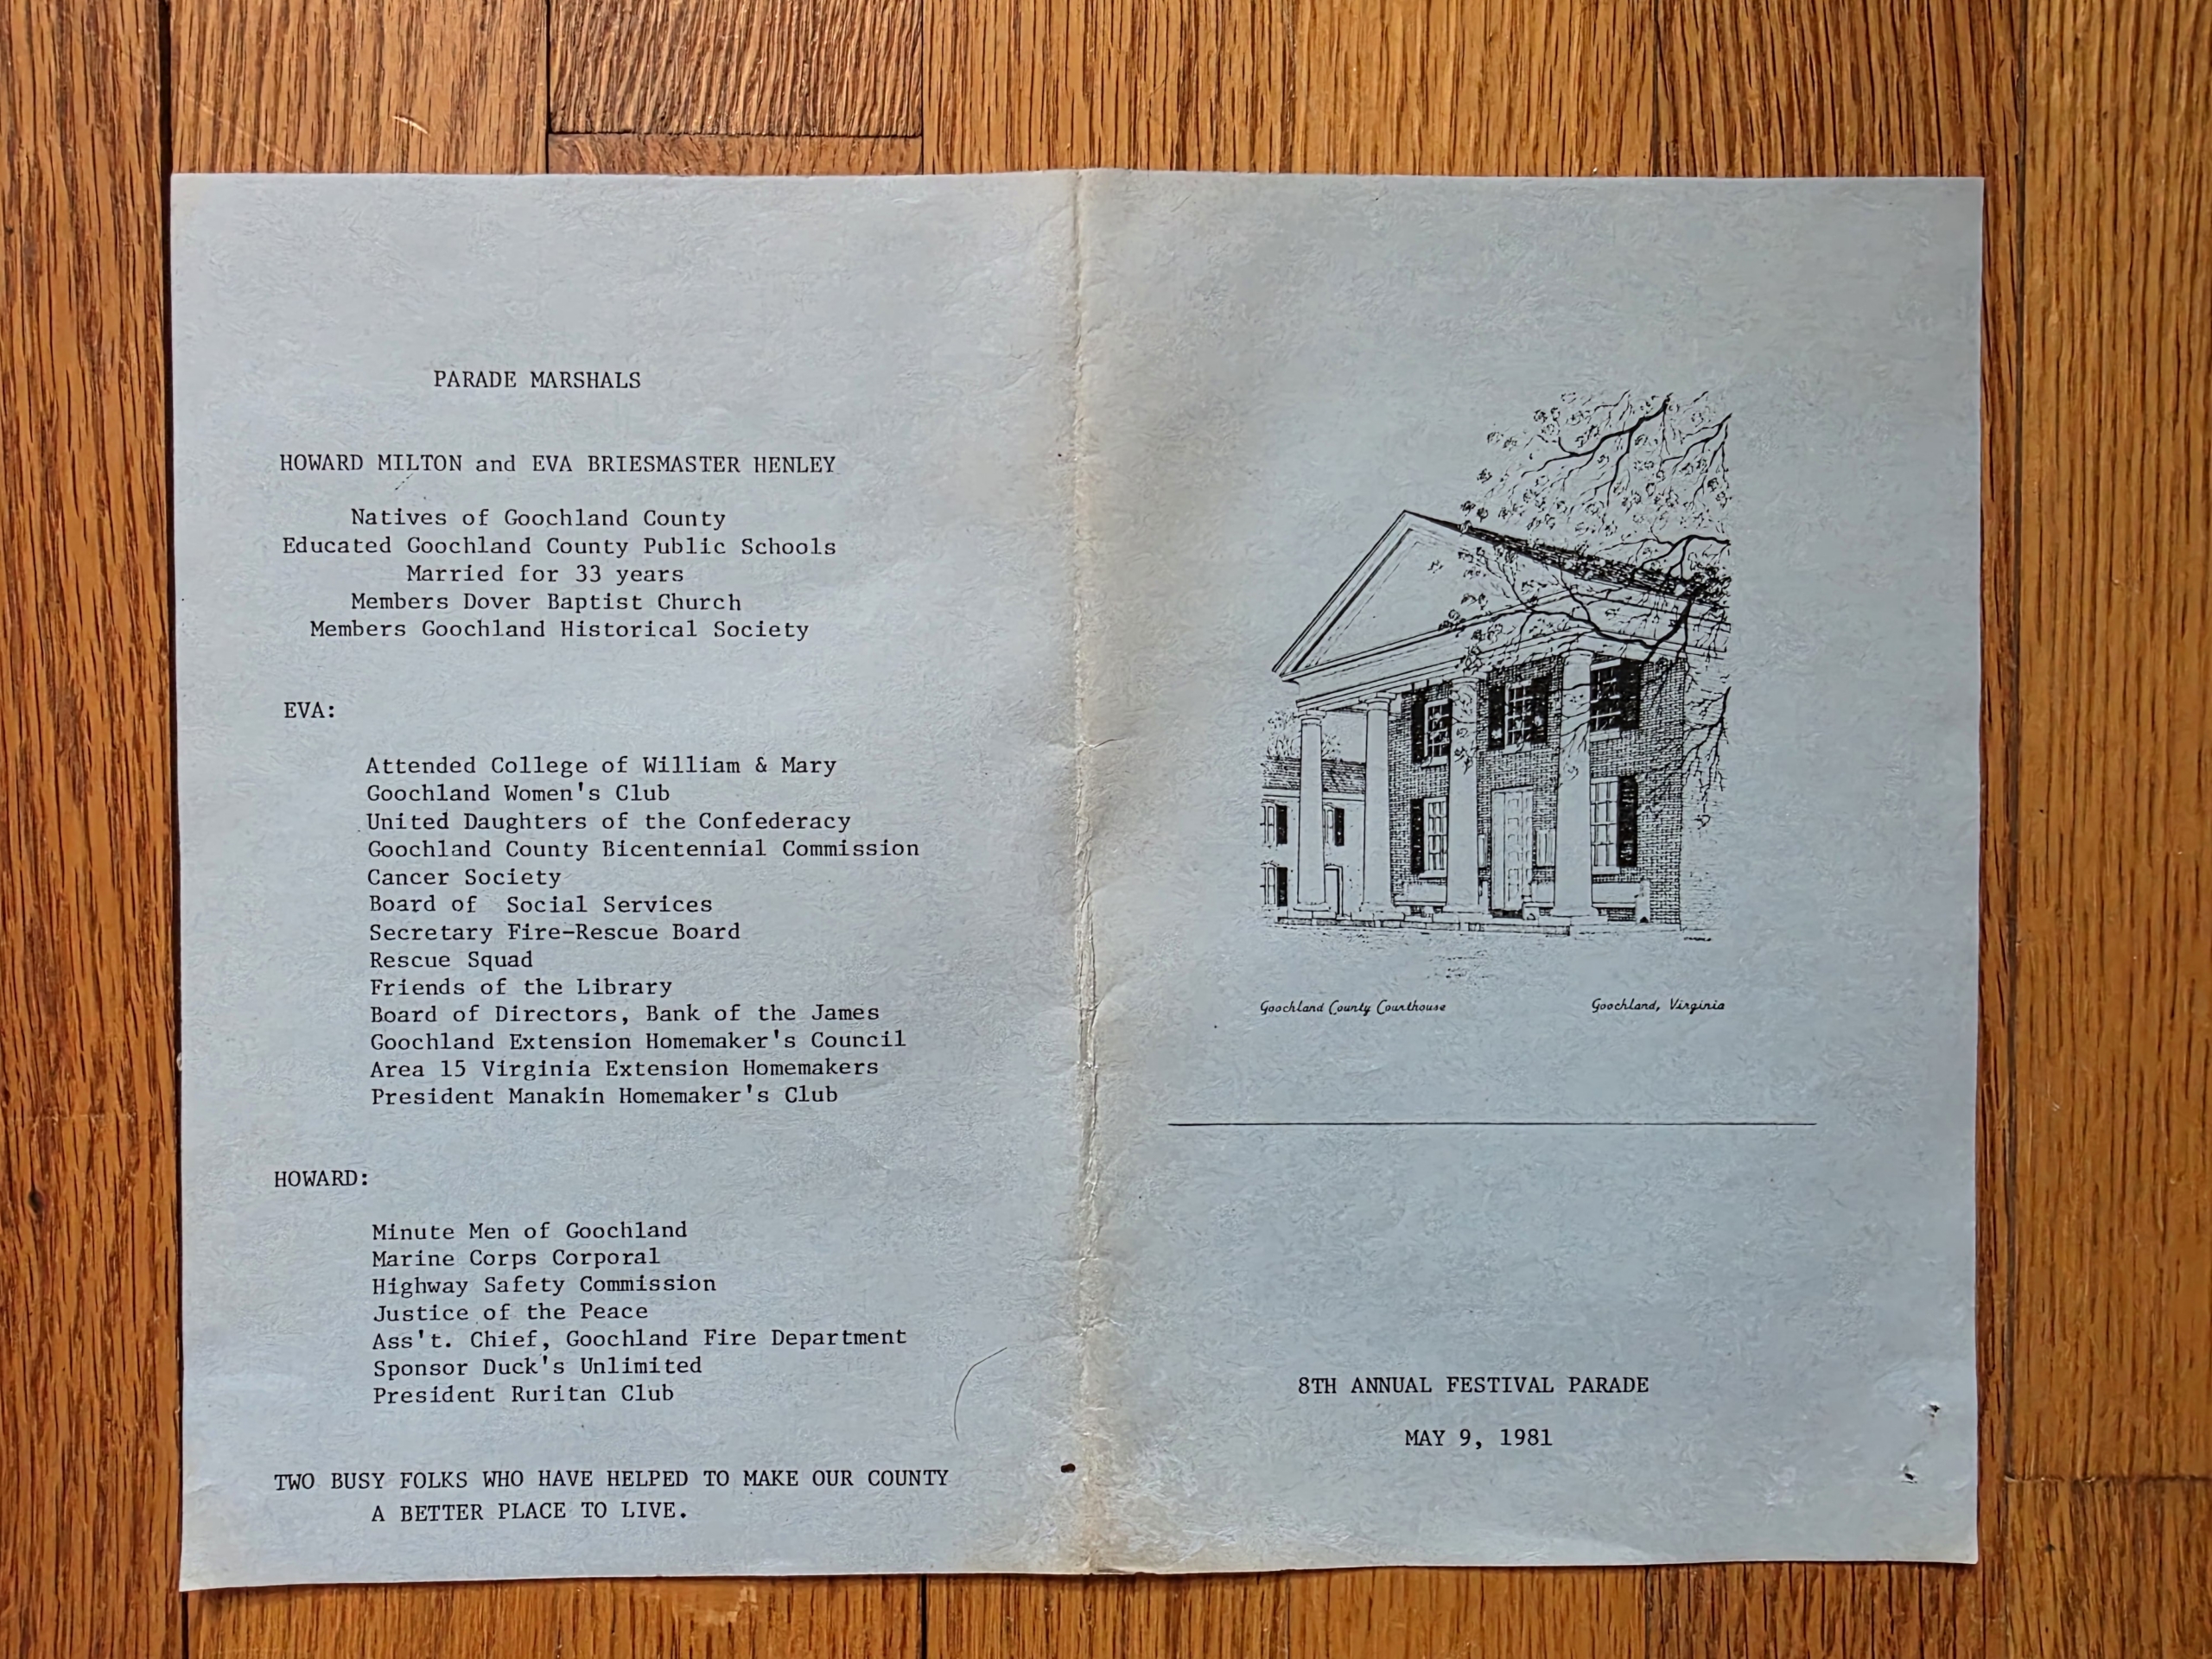 PARADE MARSHALS
HOWARD MILTON and EVA BRIESMASTER HENLEY
Natives of Goochland County
Educated Goochland County Public Schools
Married for 33 years
Members Dover Baptist Church
Members Goochland Historical Society
EVA:
Attended College of William & Mary
Goochland Women's Club
United Daughters of the Confederacy
Goochland County Bicentennial Commission
Cancer Society
Board of Social Services
Secretary Fire-Rescue Board
Rescue Squad
Friends of the Library
Board of Directors, Bank of the James
Goochland Extension Homemaker's Council
Area 15 Virginia Extension Homemakers
President Manakin Homemaker's Club
HOWARD:
Minute Men of Goochland
Marine Corps Corporal
Highway Safety Commission
Justice of the Peace
Ass't. Chief, Goochland Fire Department
Sponsor Duck's Unlimited
President Ruritan Club
TWO BUSY FOLKS WHO HAVE HELPED TO MAKE OUR COUNTY
A BETTER PLACE TO LIVE.
Goochland County Courthouse Goochland, Virginia
8TH ANNUAL FESTIVAL PARADE
MAY 9, 1981